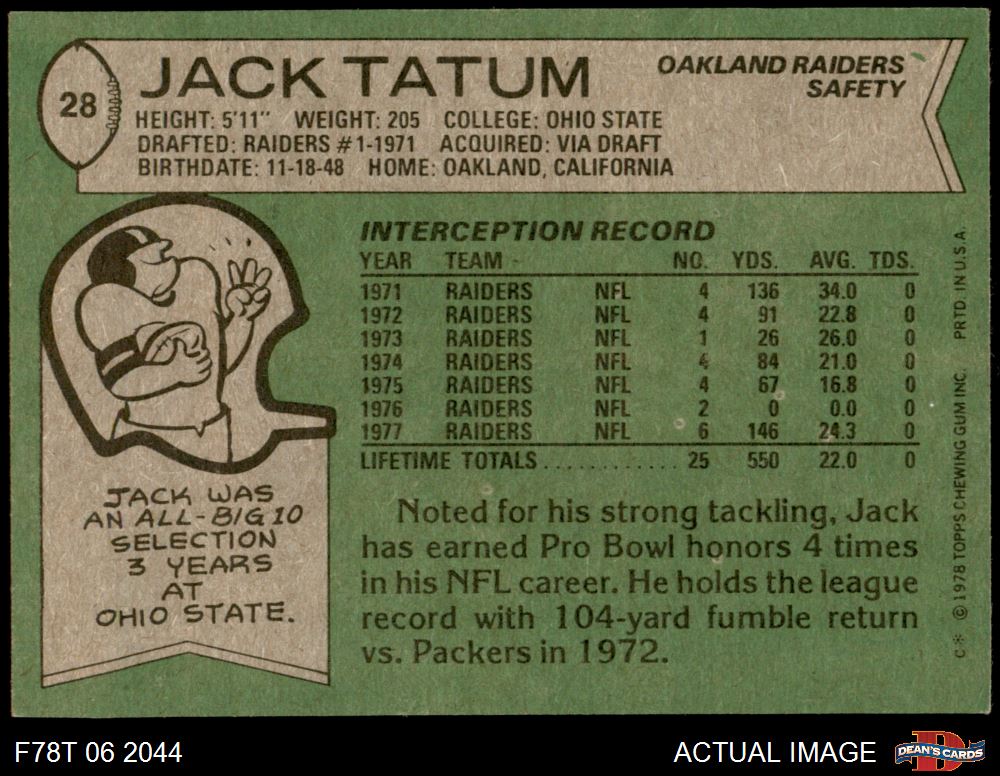 28
JACK TATUM
OAKLAND RAIDERS
SAFETY
HEIGHT: 5'11" WEIGHT: 205 COLLEGE: OHIO STATE
DRAFTED: RAIDERS #1-1971 ACQUIRED: VIA DRAFT
BIRTHDATE: 11-18-48 HOME: OAKLAND, CALIFORNIA
INTERCEPTION RECORD
YEAR TEAM NO. YDS. AVG. TDS.
1971 RAIDERS NFL 4 136 34.0 0
1972 RAIDERS NFL 4 91 22.8 0
1973 RAIDERS NFL 1 26 26.0 0
1974 RAIDERS NFL 4 84 21.0 0
1975 RAIDERS NFL 4 67 16.8 0
1976 RAIDERS NFL 2 0 0.0 0
1977 RAIDERS NFL 6 146 24.3 0
LIFETIME TOTALS............ 25 550 22.0 0
JACK WAS
AN ALL-BIG 10
SELECTION
3 YEARS
AT
OHIO STATE.
Noted for his strong tackling, Jack
has earned Pro Bowl honors 4 times
in his NFL career. He holds the league
record with 104-yard fumble return
vs. Packers in 1972.
C✳ © 1978 TOPPS CHEWING GUM INC. PRTD. IN U.S.A.
F78T 06 2044
ACTUAL IMAGE
DEAN'S CARDS